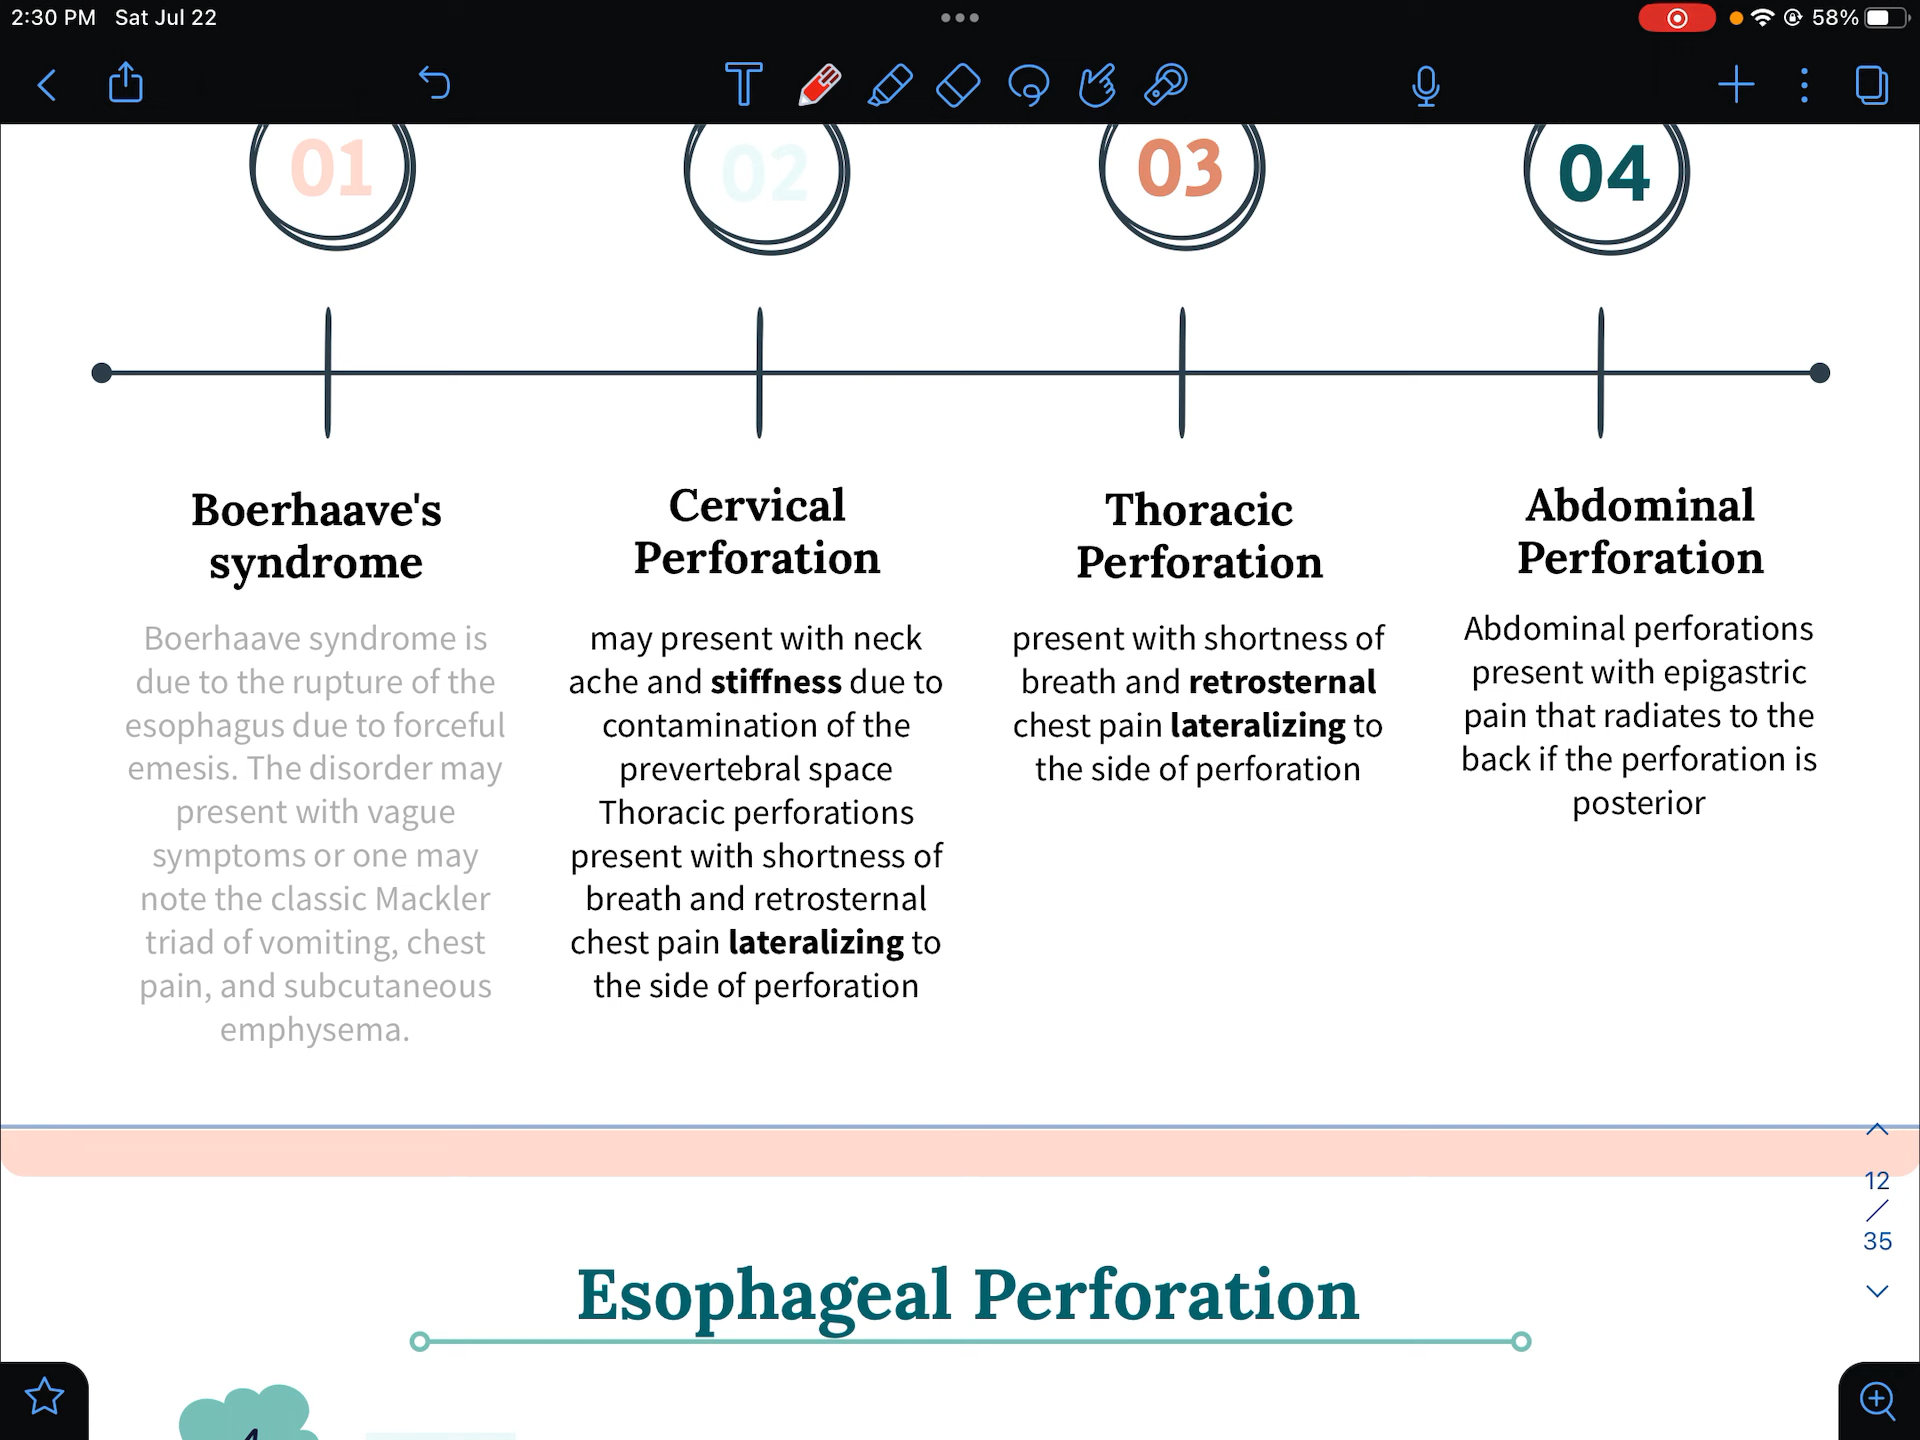 2:30 PM Sat Jul 22
58%
01
02
03
04
Boerhaave's
syndrome
Boerhaave syndrome is
due to the rupture of the
esophagus due to forceful
emesis. The disorder may
present with vague
symptoms or one may
note the classic Mackler
triad of vomiting, chest
pain, and subcutaneous
emphysema.
Cervical
Perforation
may present with neck
ache and stiffness due to
contamination of the
prevertebral space
Thoracic perforations
present with shortness of
breath and retrosternal
chest pain lateralizing to
the side of perforation
Thoracic
Perforation
present with shortness of
breath and retrosternal
chest pain lateralizing to
the side of perforation
Abdominal
Perforation
Abdominal perforations
present with epigastric
pain that radiates to the
back if the perforation is
posterior
12
/
35
Esophageal Perforation